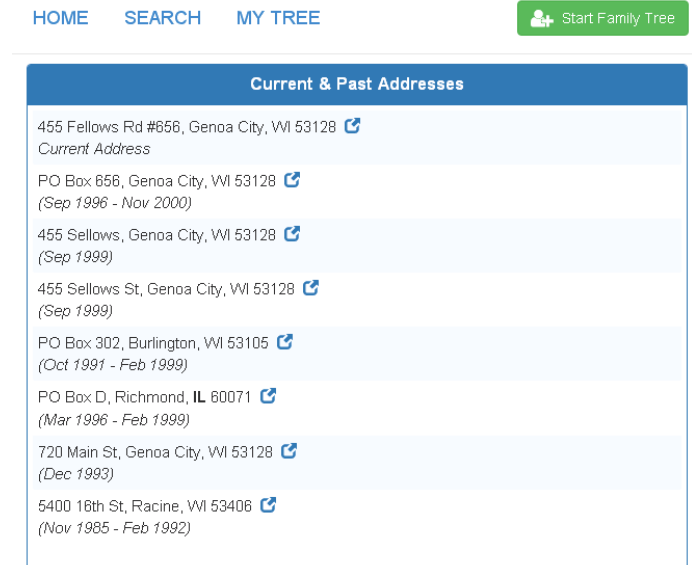 HOME SEARCH MY TREE Start Family Tree
Current & Past Addresses
455 Fellows Rd #656, Genoa City, WI 53128
Current Address
PO Box 656, Genoa City, WI 53128
(Sep 1996 - Nov 2000)
455 Sellows, Genoa City, WI 53128
(Sep 1999)
455 Sellows St, Genoa City, WI 53128
(Sep 1999)
PO Box 302, Burlington, WI 53105
(Oct 1991 - Feb 1999)
PO Box D, Richmond, IL 60071
(Mar 1996 - Feb 1999)
720 Main St, Genoa City, WI 53128
(Dec 1993)
5400 16th St, Racine, WI 53406
(Nov 1985 - Feb 1992)